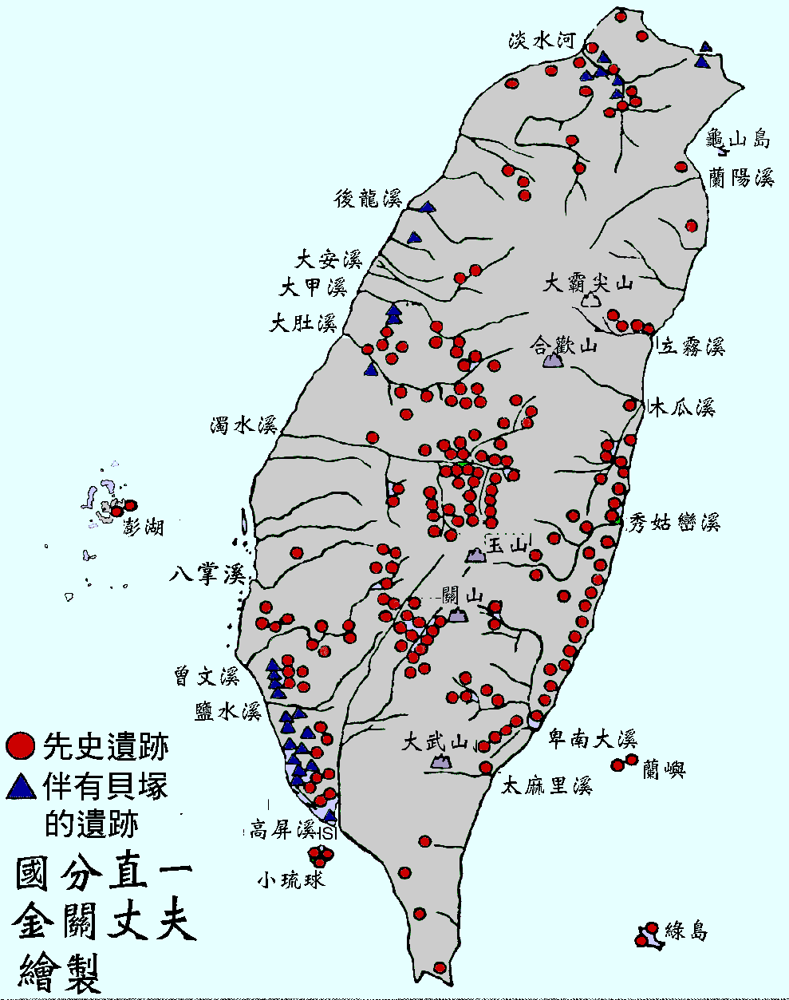 淡水河
龜山島
蘭陽溪
後龍溪
大安溪
大甲溪
大霸尖山
大肚溪
合歡山
立霧溪
木瓜溪
濁水溪
澎湖
秀姑巒溪
玉山
八掌溪
關山
曾文溪
鹽水溪
大武山
卑南大溪
蘭嶼
太麻里溪
高屏溪
小琉球
綠島
先史遺跡
伴有貝塚
的遺跡
國分直一
金關丈夫
繪製